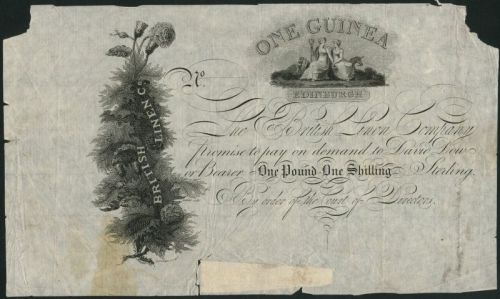 ONE GUINEA
EDINBURGH
No.
BRITISH LINEN Co.
The British Linen Company
promise to pay on demand to David Dow
or Bearer One Pound One Shilling Sterling.
By order of the Court of Directors.